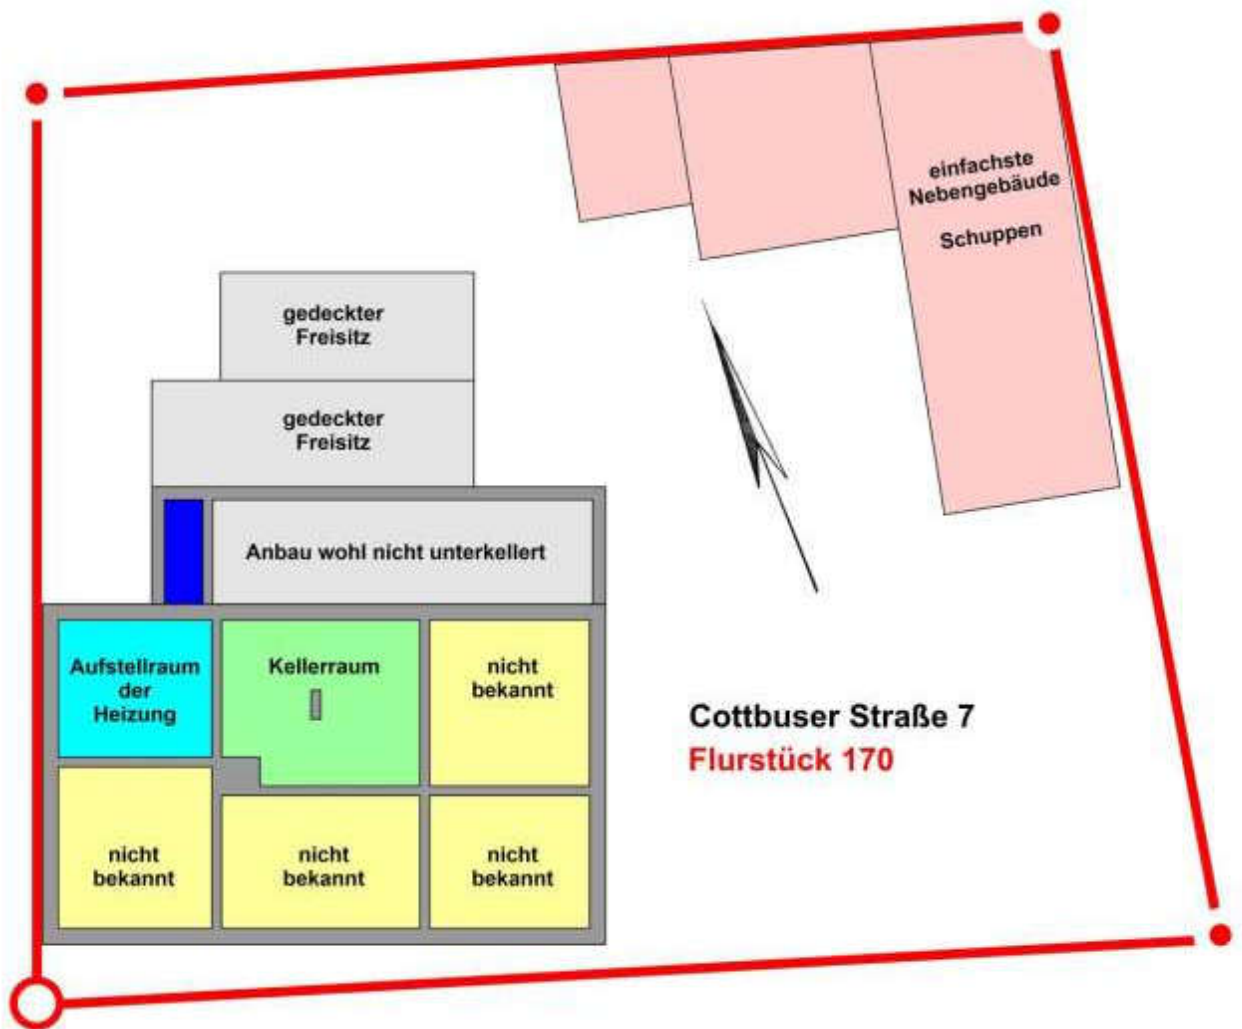 einfachste
Nebengebäude
Schuppen
gedeckter
Freisitz
gedeckter
Freisitz
Anbau wohl nicht unterkellert
Aufstellraum
der
Heizung
Kellerraum
nicht
bekannt
Cottbuser Straße 7
Flurstück 170
nicht
bekannt
nicht
bekannt
nicht
bekannt